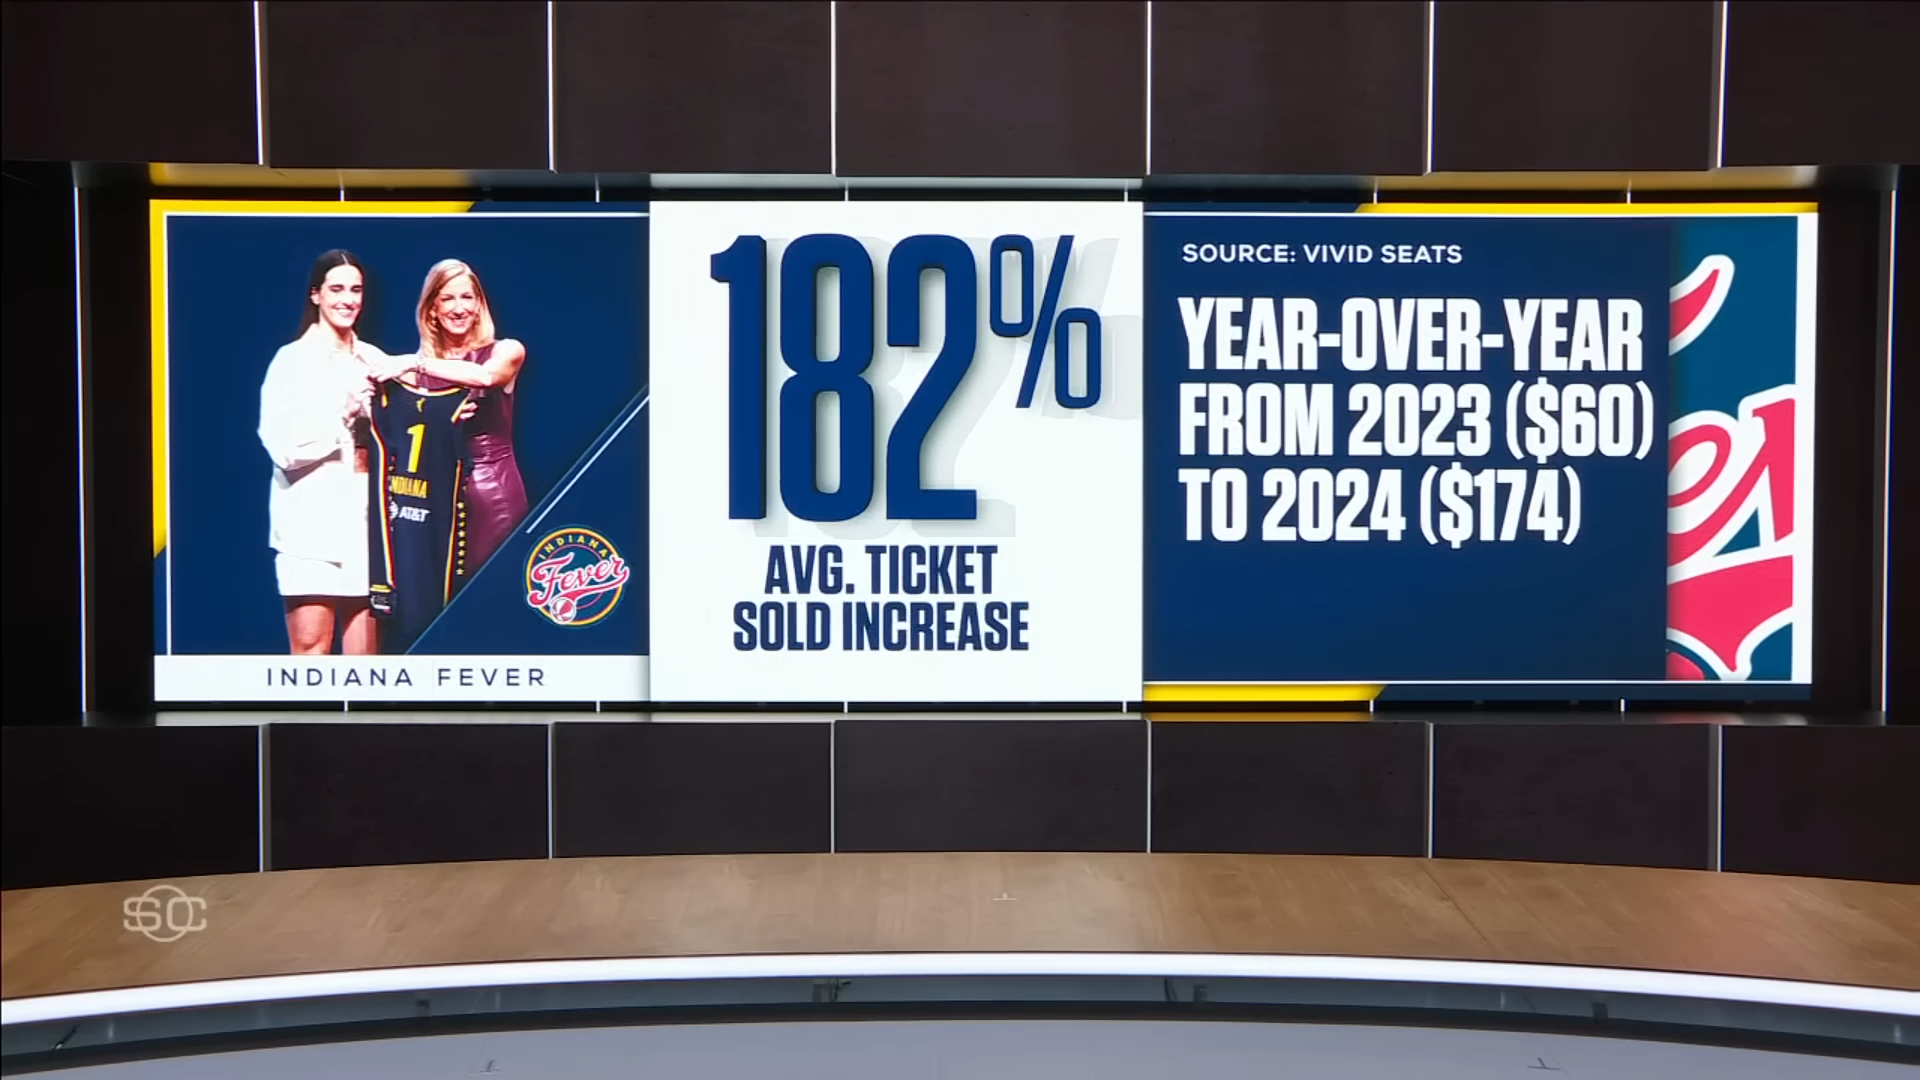 1
INDIANA
AT&T
INDIANA
Fever
INDIANA FEVER
182%
AVG. TICKET
SOLD INCREASE
SOURCE: VIVID SEATS
YEAR-OVER-YEAR
FROM 2023 ($60)
TO 2024 ($174)
SC